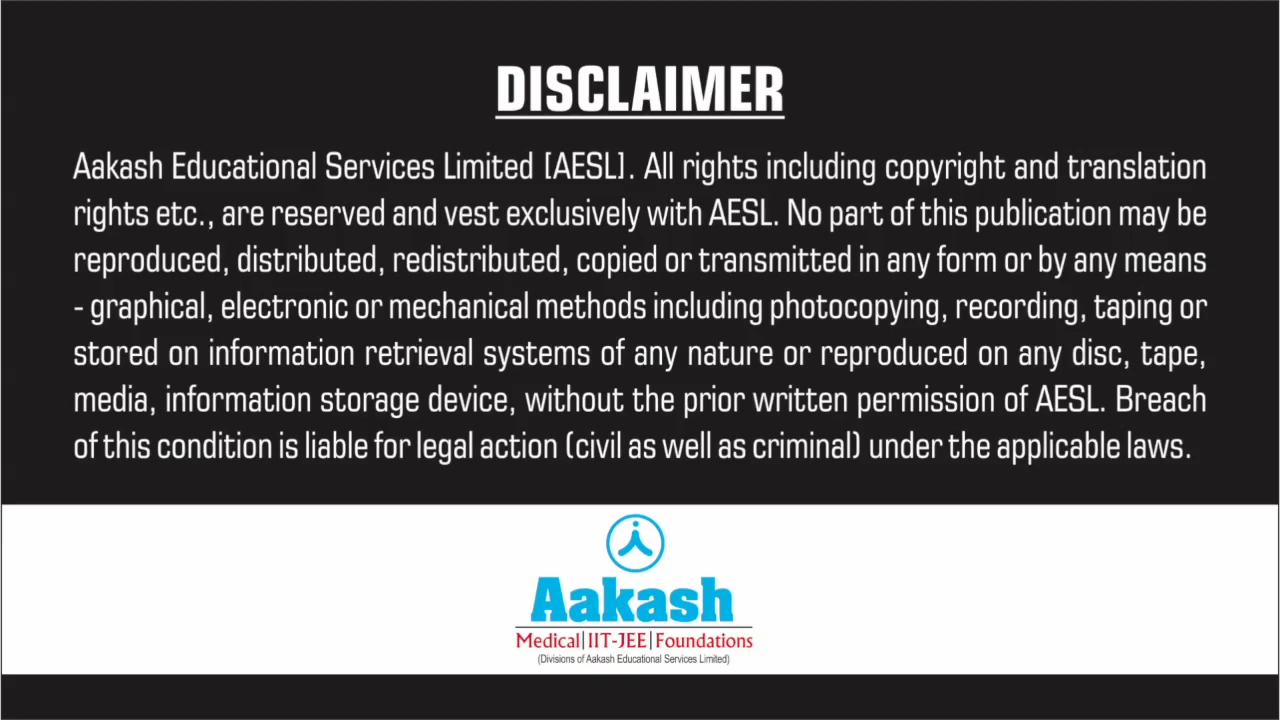 DISCLAIMER
Aakash Educational Services Limited [AESL]. All rights including copyright and translation
rights etc., are reserved and vest exclusively with AESL. No part of this publication may be
reproduced, distributed, redistributed, copied or transmitted in any form or by any means
- graphical, electronic or mechanical methods including photocopying, recording, taping or
stored on information retrieval systems of any nature or reproduced on any disc, tape,
media, information storage device, without the prior written permission of AESL. Breach
of this condition is liable for legal action (civil as well as criminal) under the applicable laws.
Aakash
Medical|IIT-JEE|Foundations
(Divisions of Aakash Educational Services Limited)